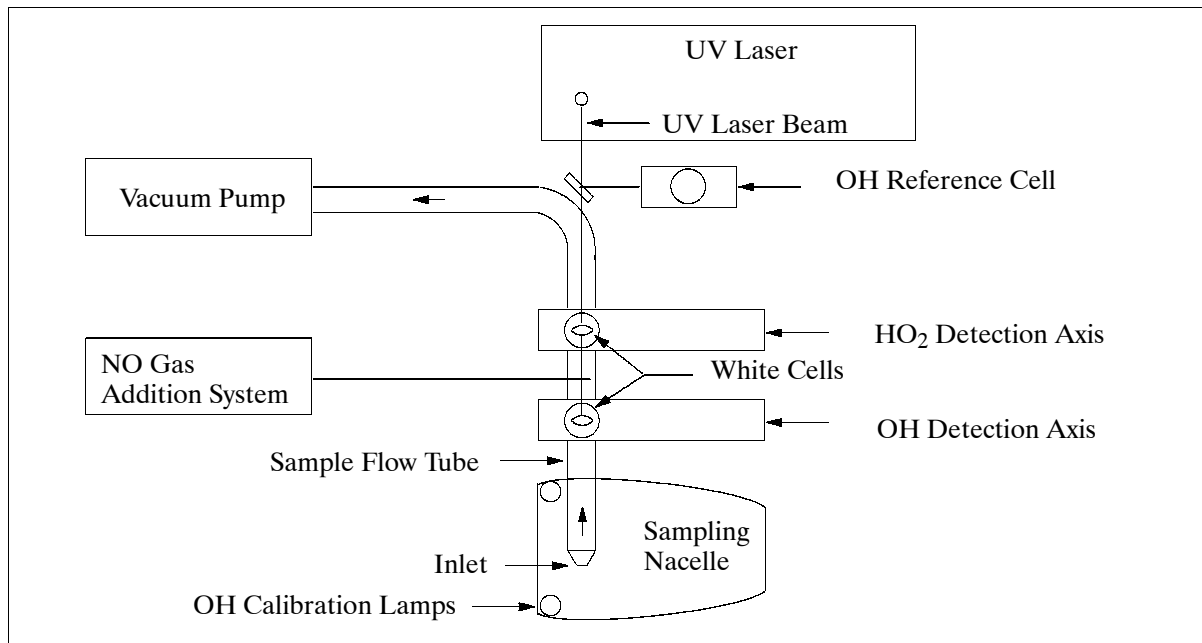 UV Laser
UV Laser Beam
Vacuum Pump
OH Reference Cell
HO₂ Detection Axis
NO Gas
Addition System
White Cells
OH Detection Axis
Sample Flow Tube
Sampling
Nacelle
Inlet
OH Calibration Lamps